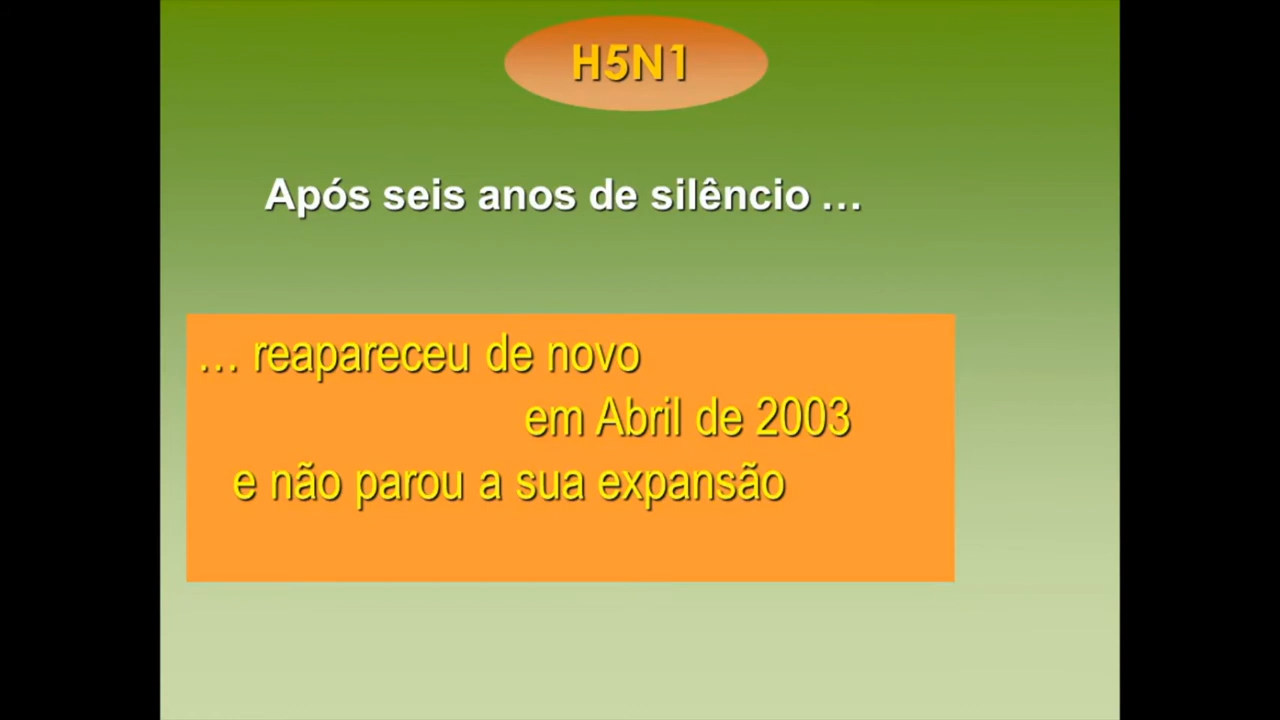 H5N1
Após seis anos de silêncio …
… reapareceu de novo
em Abril de 2003
e não parou a sua expansão